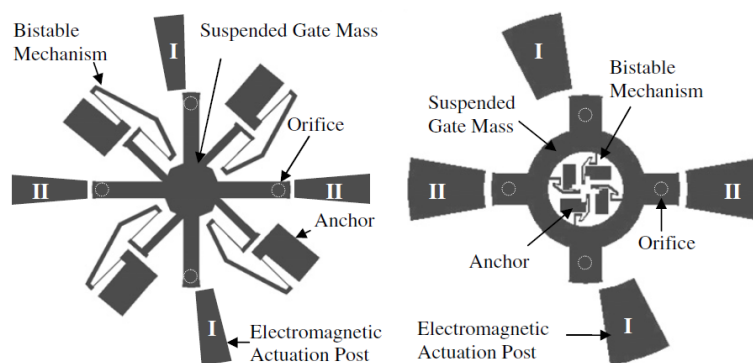 Bistable
Mechanism
I
Suspended Gate Mass
Orifice
II
II
Anchor
I
Electromagnetic
Actuation Post
I
Bistable
Mechanism
Suspended
Gate Mass
II
II
Anchor
Orifice
I
Electromagnetic
Actuation Post